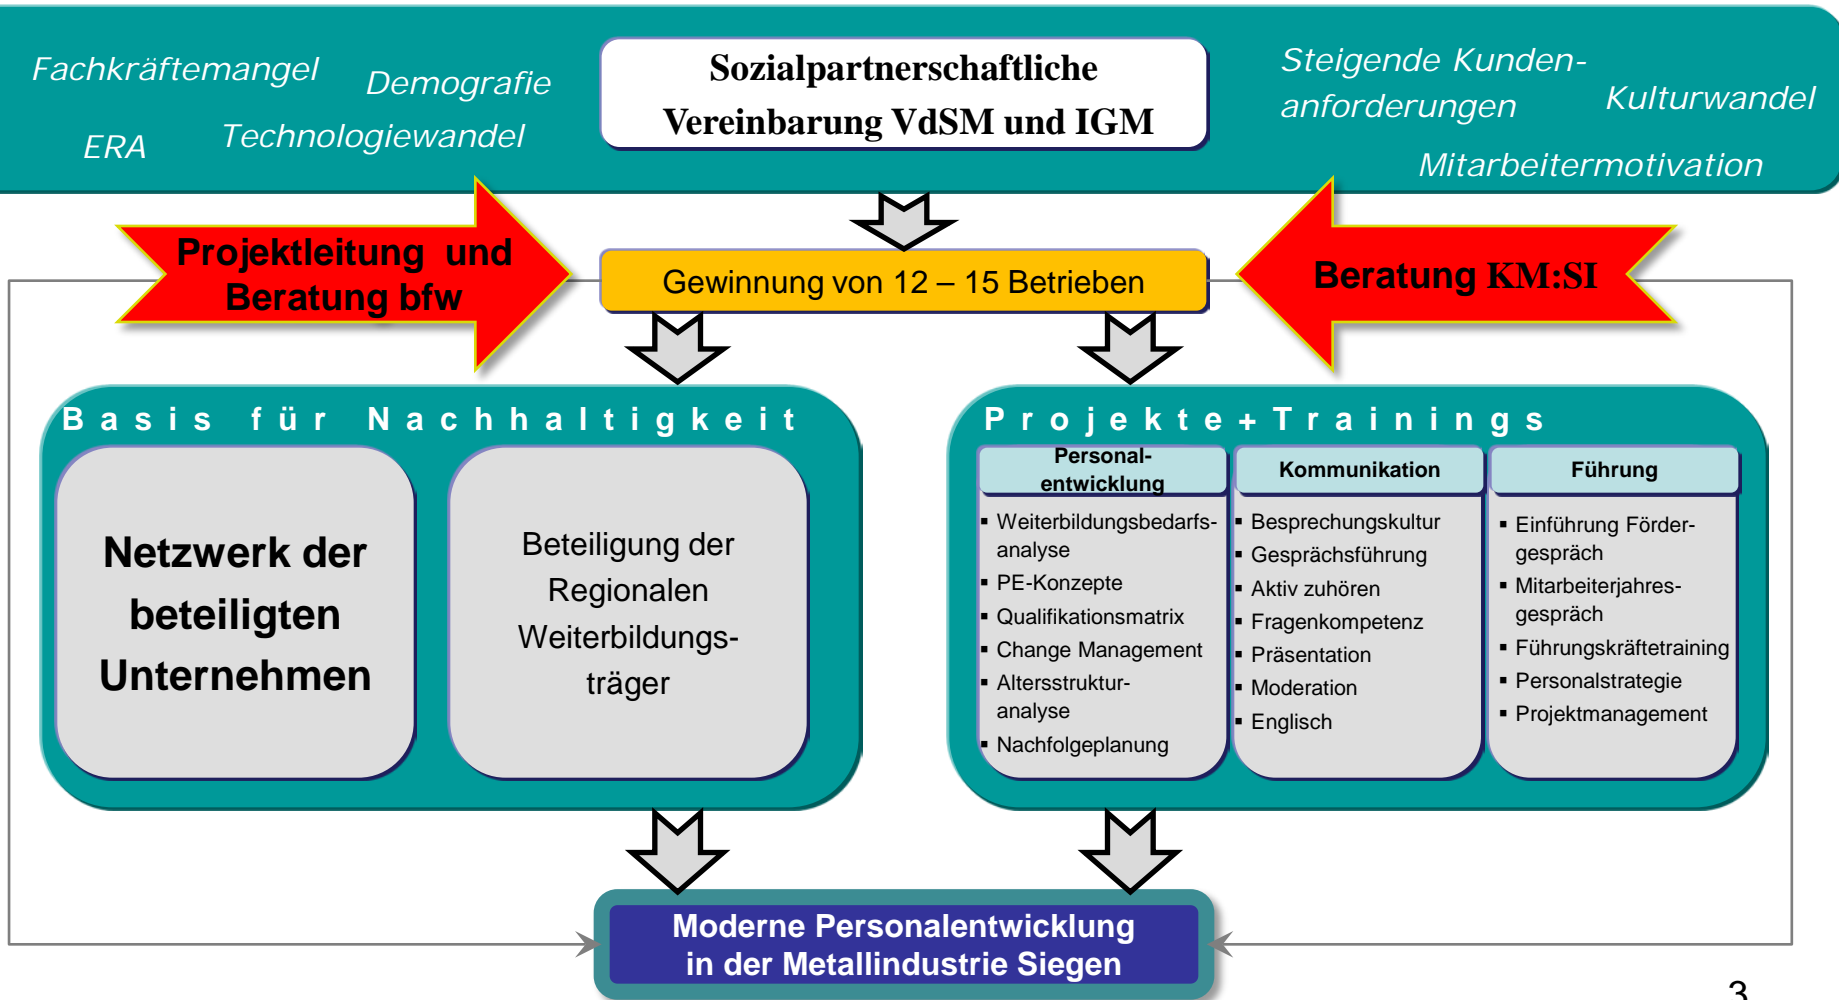 Fachkräftemangel
Demografie
ERA
Technologiewandel
Sozialpartnerschaftliche
Vereinbarung VdSM und IGM
Steigende Kunden-
anforderungen
Kulturwandel
Mitarbeitermotivation
Projektleitung und
Beratung bfw
Gewinnung von 12 – 15 Betrieben
Beratung KM:SI
Basis für Nachhaltigkeit
Netzwerk der
beteiligten
Unternehmen
Beteiligung der
Regionalen
Weiterbildungs-
träger
Projekte+Trainings
Personal-
entwicklung
▪ Weiterbildungsbedarfs-
analyse
▪ PE-Konzepte
▪ Qualifikationsmatrix
▪ Change Management
▪ Altersstruktur-
analyse
▪ Nachfolgeplanung
Kommunikation
▪ Besprechungskultur
▪ Gesprächsführung
▪ Aktiv zuhören
▪ Fragenkompetenz
▪ Präsentation
▪ Moderation
▪ Englisch
Führung
▪ Einführung Förder-
gespräch
▪ Mitarbeiterjahres-
gespräch
▪ Führungskräftetraining
▪ Personalstrategie
▪ Projektmanagement
Moderne Personalentwicklung
in der Metallindustrie Siegen
3